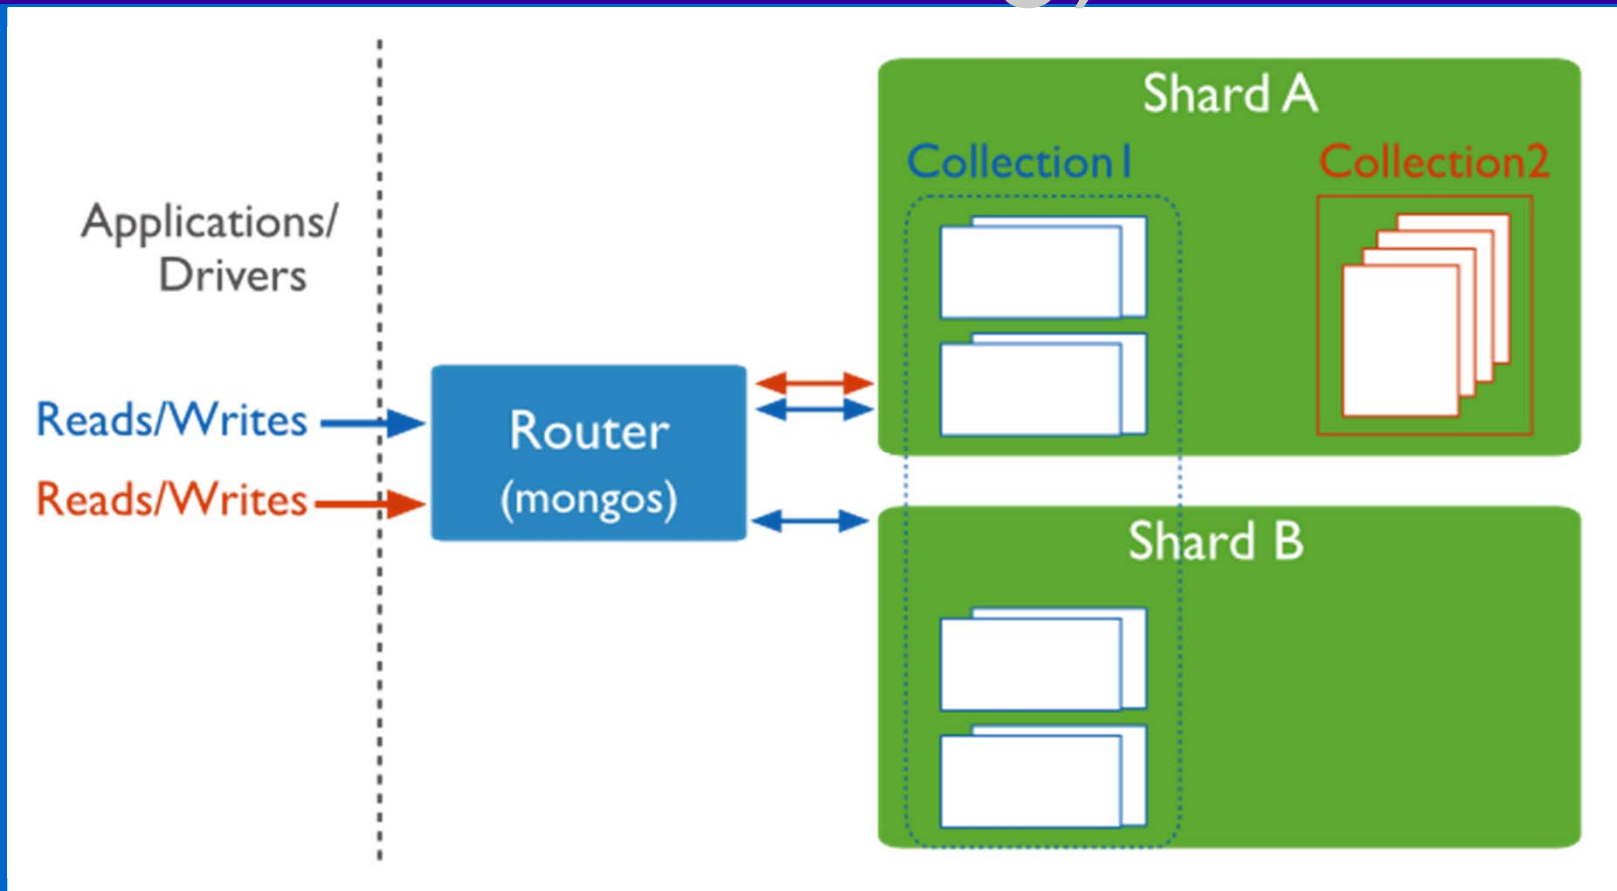 Applications/
Drivers
Reads/Writes
Reads/Writes
Router
(mongos)
Shard A
Collection1
Collection2
Shard B